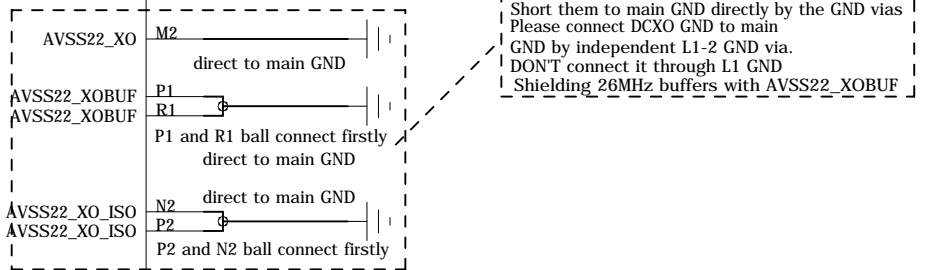 AVSS22_XO M2
direct to main GND
AVSS22_XOBUF P1
AVSS22_XOBUF R1
P1 and R1 ball connect firstly
direct to main GND
direct to main GND
AVSS22_XO_ISO N2
AVSS22_XO_ISO P2
P2 and N2 ball connect firstly
Short them to main GND directly by the GND vias
Please connect DCXO GND to main
GND by independent L1-2 GND via.
DON'T connect it through L1 GND
Shielding 26MHz buffers with AVSS22_XOBUF